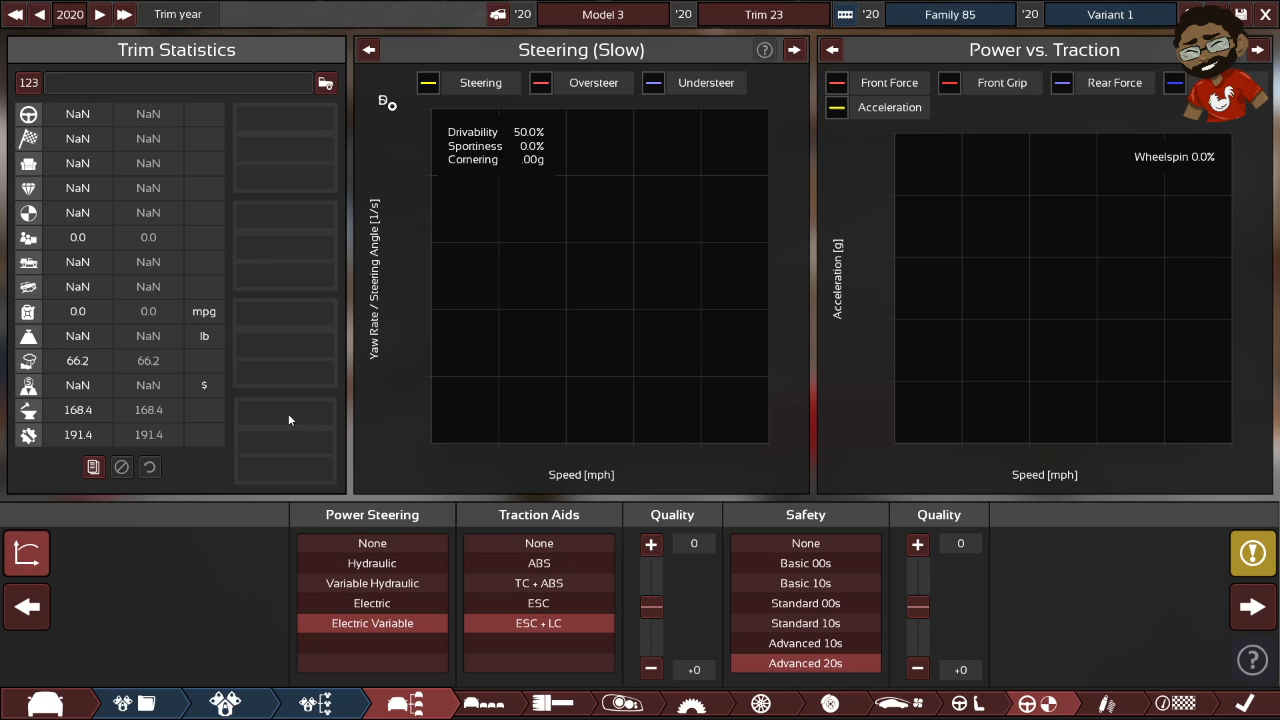 2020 Trim year '20 Model 3 '20 Trim 23 '20 Family 85 '20 Variant 1
Trim Statistics
123
NaN NaN
NaN NaN
NaN NaN
NaN NaN
NaN NaN
0.0 0.0
NaN NaN
NaN NaN
0.0 0.0 mpg
NaN NaN lb
66.2 66.2
NaN NaN $
168.4 168.4
191.4 191.4
Steering (Slow)
Steering Oversteer Understeer
Drivability 50.0%
Sportiness 0.0%
Cornering .00g
Yaw Rate / Steering Angle [1/s]
Speed [mph]
Power vs. Traction
Front Force Front Grip Rear Force
Acceleration
Wheelspin 0.0%
Acceleration [g]
Speed [mph]
Power Steering
None
Hydraulic
Variable Hydraulic
Electric
Electric Variable
Traction Aids
None
ABS
TC + ABS
ESC
ESC + LC
Quality
0
+0
Safety
None
Basic 00s
Basic 10s
Standard 00s
Standard 10s
Advanced 10s
Advanced 20s
Quality
0
+0